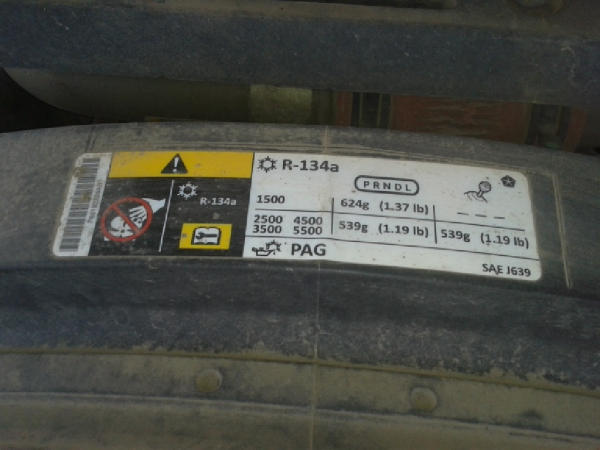 R-134a
R-134a
PRNDL
1500 624g (1.37 lb) _ _ _
2500 4500
3500 5500 539g (1.19 lb) 539g (1.19 lb)
PAG
SAE J639